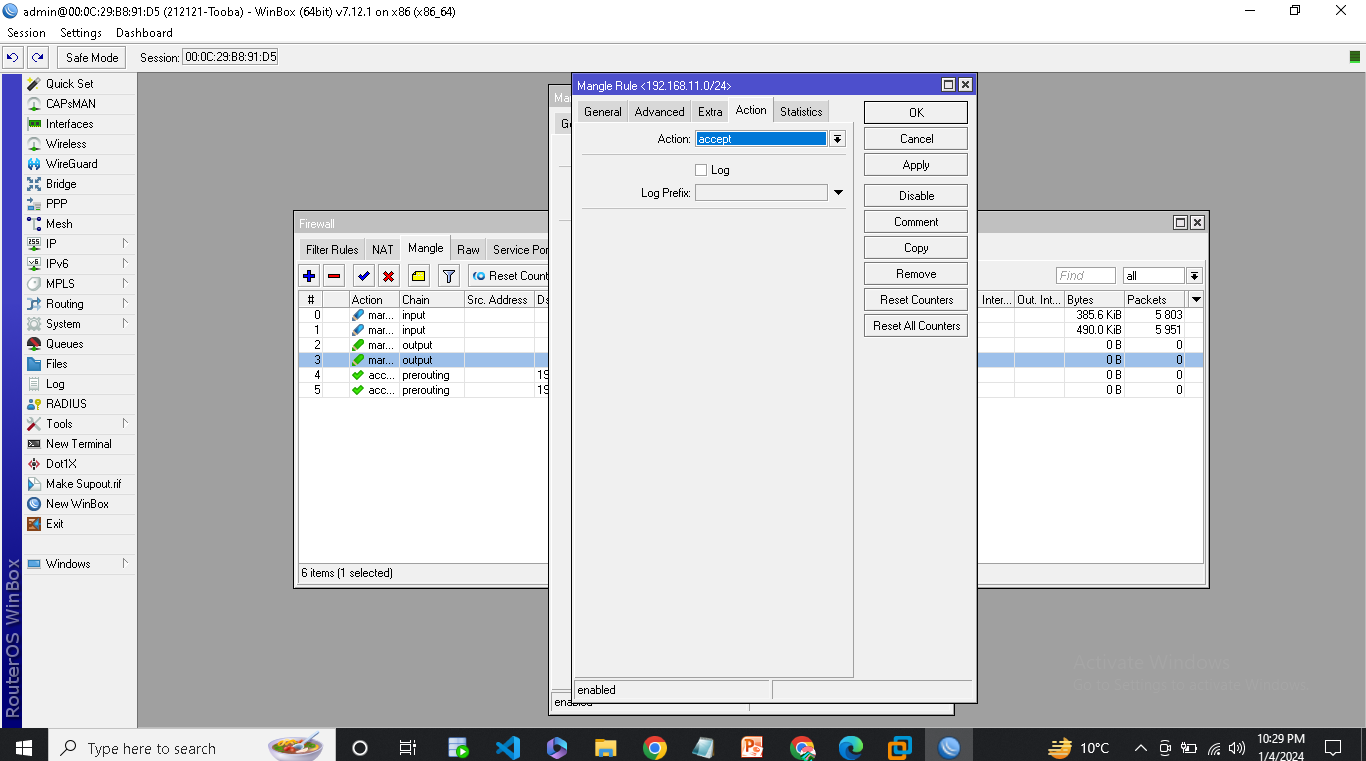 admin@00:0C:29:B8:91:D5 (212121-Tooba) - WinBox (64bit) v7.12.1 on x86 (x86_64)
Session Settings Dashboard
Safe Mode Session: 00:0C:29:B8:91:D5
Quick Set
CAPsMAN
Interfaces
Wireless
WireGuard
Bridge
PPP
Mesh
IP
IPv6
MPLS
Routing
System
Queues
Files
Log
RADIUS
Tools
New Terminal
Dot1X
Make Supout.rif
New WinBox
Exit
Windows
RouterOS WinBox
Firewall
Filter Rules NAT Mangle Raw Service Por
Reset Count
Find all
# Action Chain Src. Address Ds Inter... Out. Int... Bytes Packets
0 mar... input 385.6 KiB 5 803
1 mar... input 490.0 KiB 5 951
2 mar... output 0 B 0
3 mar... output 0 B 0
4 acc... prerouting 19 0 B 0
5 acc... prerouting 19 0 B 0
6 items (1 selected)
Ma
Ge
enabled
Mangle Rule <192.168.11.0/24>
General Advanced Extra Action Statistics
Action: accept
Log
Log Prefix:
OK
Cancel
Apply
Disable
Comment
Copy
Remove
Reset Counters
Reset All Counters
enabled
Activate Windows
Go to Settings to activate Windows.
Type here to search
10°C
10:29 PM
1/4/2024